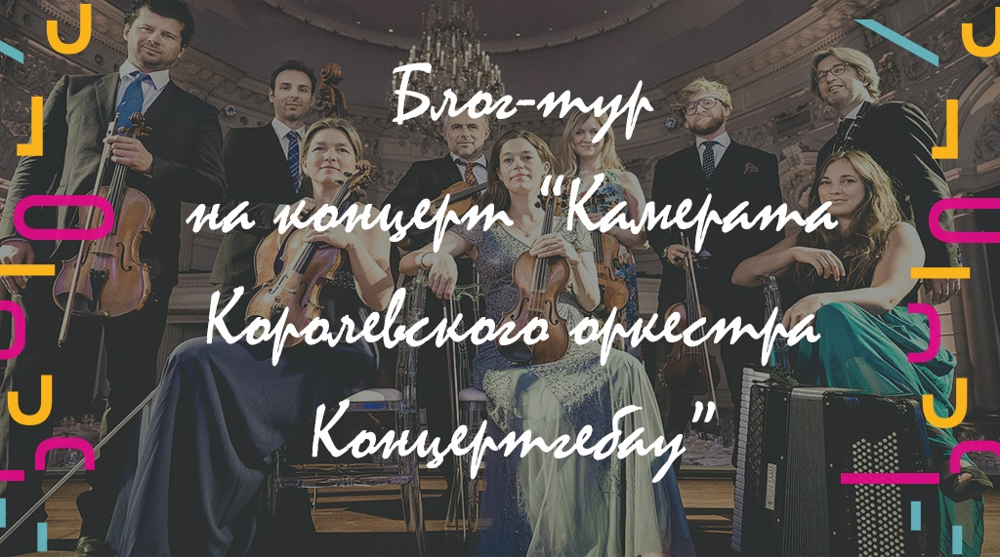 Блог-тур
на концерт “Камерата
Королевского оркестра
Концертгебау”